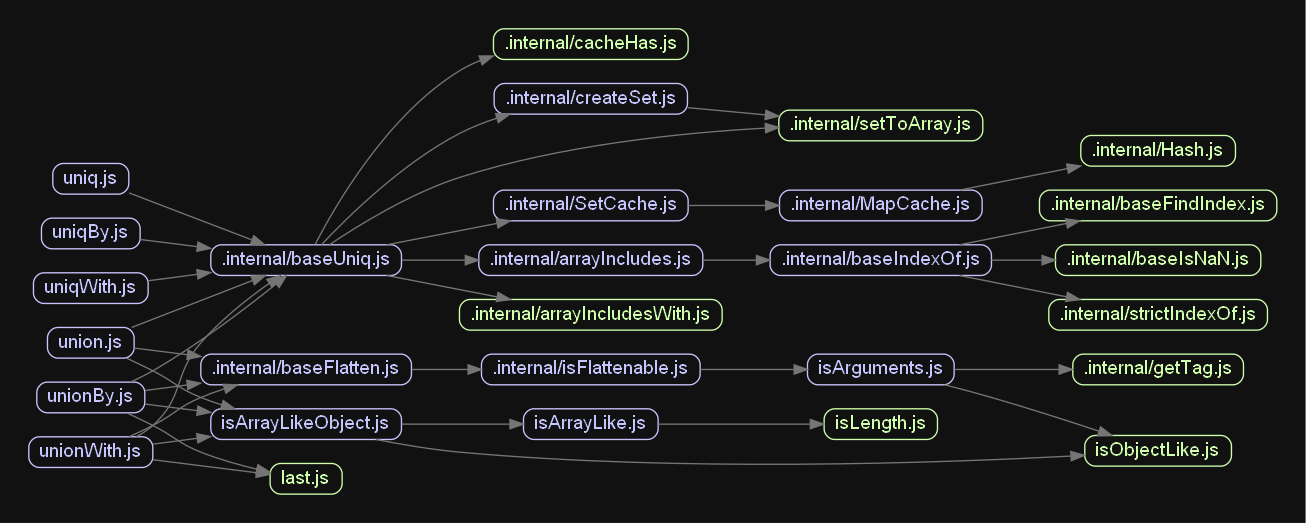 .internal/cacheHas.js
.internal/createSet.js
.internal/setToArray.js
.internal/Hash.js
uniq.js
.internal/SetCache.js
.internal/MapCache.js
.internal/baseFindIndex.js
uniqBy.js
.internal/baseUniq.js
.internal/arrayIncludes.js
.internal/baseIndexOf.js
.internal/baseIsNaN.js
uniqWith.js
.internal/arrayIncludesWith.js
.internal/strictIndexOf.js
union.js
.internal/baseFlatten.js
.internal/isFlattenable.js
isArguments.js
.internal/getTag.js
unionBy.js
isArrayLikeObject.js
isArrayLike.js
isLength.js
unionWith.js
isObjectLike.js
last.js